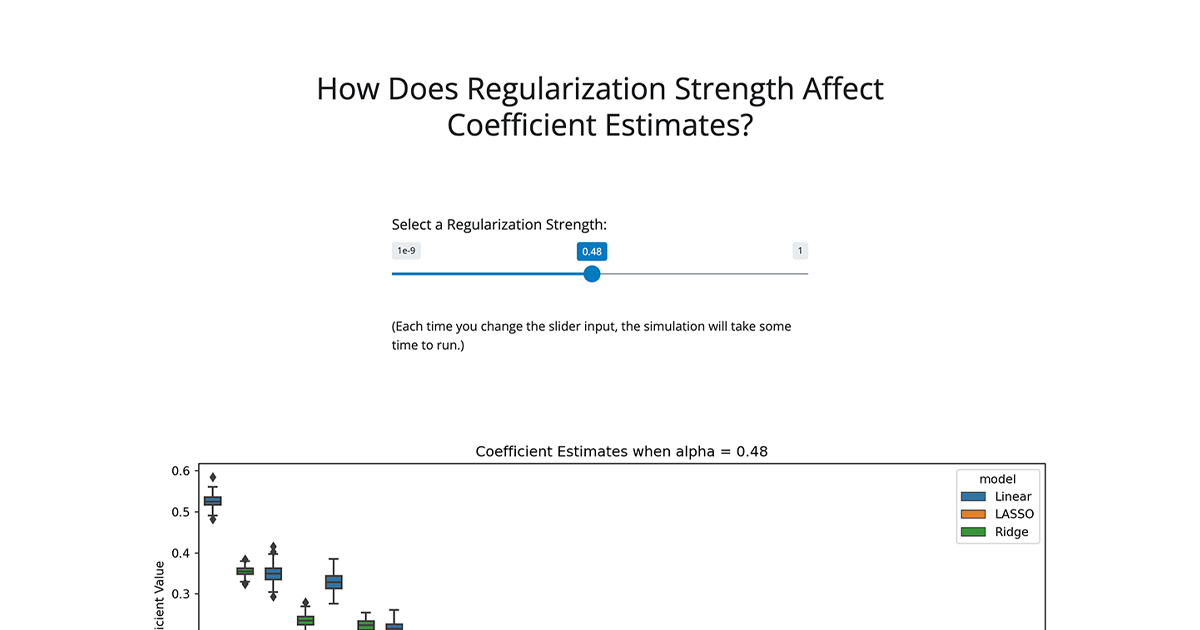 How Does Regularization Strength Affect
Coefficient Estimates?
Select a Regularization Strength:
1e-9
0.48
1
(Each time you change the slider input, the simulation will take some
time to run.)
Coefficient Estimates when alpha = 0.48
0.6
0.5
0.4
0.3
icient Value
model
Linear
LASSO
Ridge